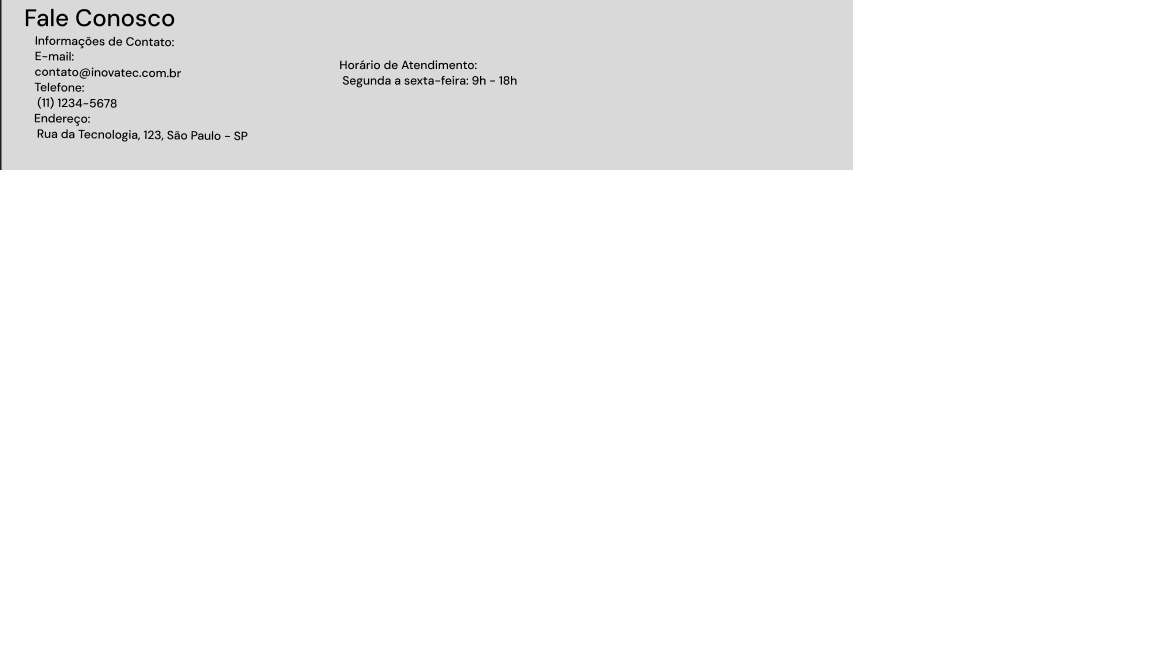 Fale Conosco
Informações de Contato:
E-mail:
contato@inovatec.com.br
Telefone:
(11) 1234-5678
Endereço:
Rua da Tecnologia, 123, São Paulo - SP
Horário de Atendimento:
Segunda a sexta-feira: 9h - 18h